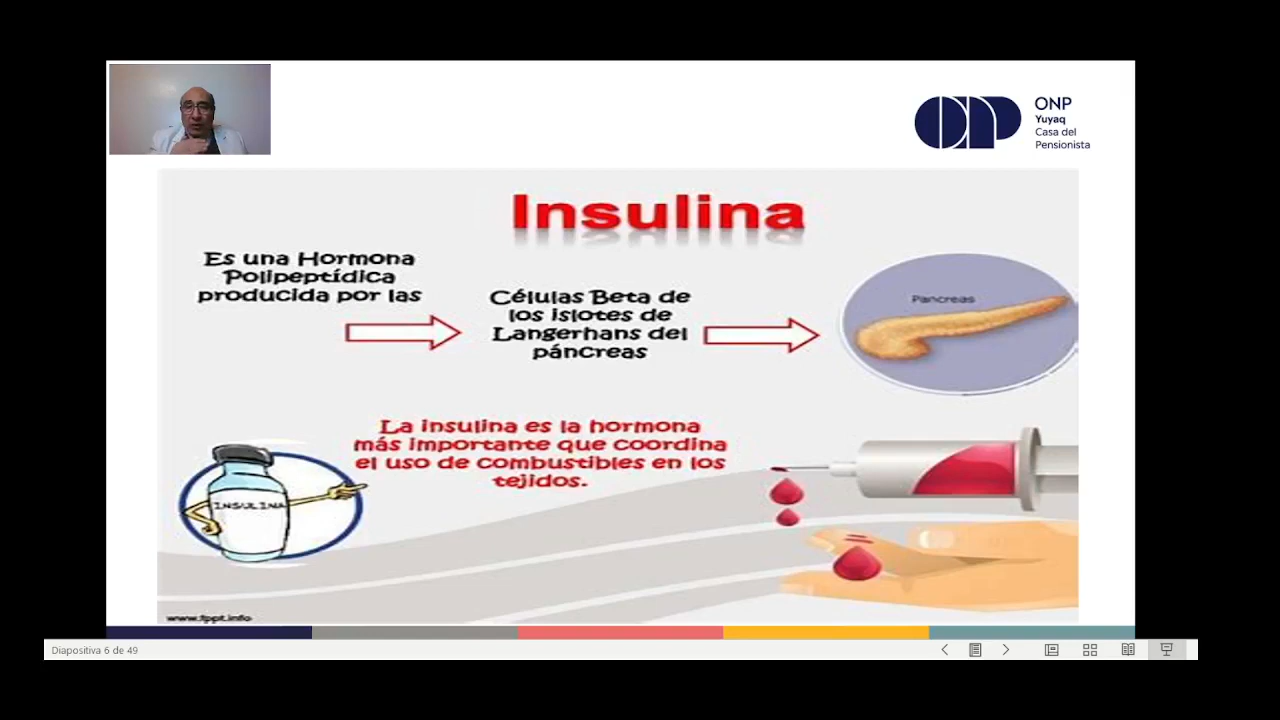 ONP
Yuyaq
Casa del
Pensionista
Insulina
Es una Hormona
Polipeptídica
producida por las
Células Beta de
los islotes de
Langerhans del
páncreas
Pancreas
La insulina es la hormona
más importante que coordina
el uso de combustibles en los
tejidos.
INSULINA
www.fppt.info
Diapositiva 6 de 49